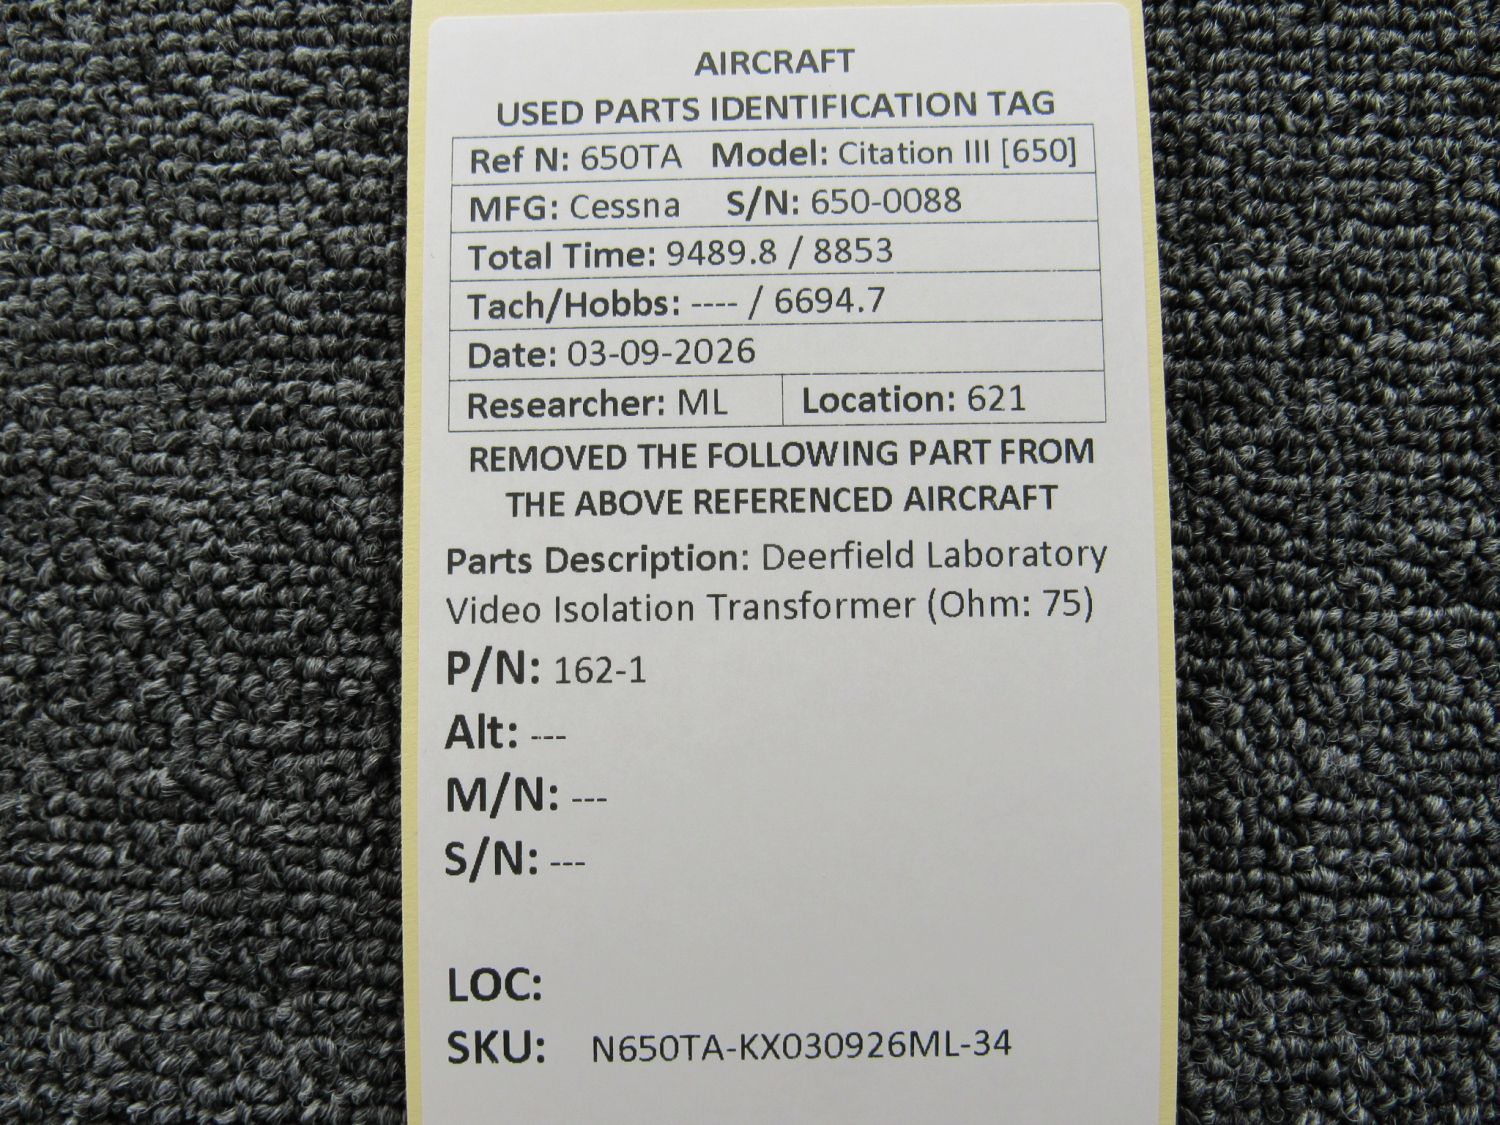 AIRCRAFT
USED PARTS IDENTIFICATION TAG
Ref N: 650TA Model: Citation III [650]
MFG: Cessna S/N: 650-0088
Total Time: 9489.8 / 8853
Tach/Hobbs: ---- / 6694.7
Date: 03-09-2026
Researcher: ML Location: 621
REMOVED THE FOLLOWING PART FROM
THE ABOVE REFERENCED AIRCRAFT
Parts Description: Deerfield Laboratory
Video Isolation Transformer (Ohm: 75)
P/N: 162-1
Alt: ---
M/N: ---
S/N: ---
LOC:
SKU: N650TA-KX030926ML-34